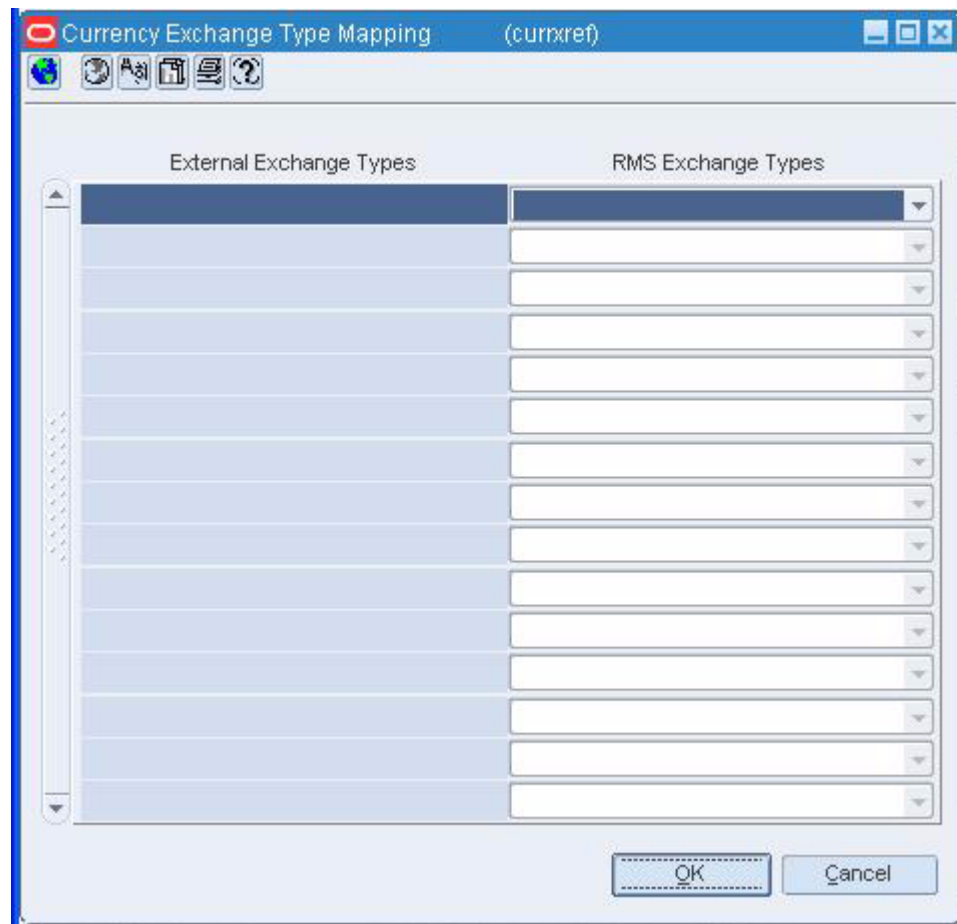 Currency Exchange Type Mapping (currxref)
External Exchange Types RMS Exchange Types
OK Cancel